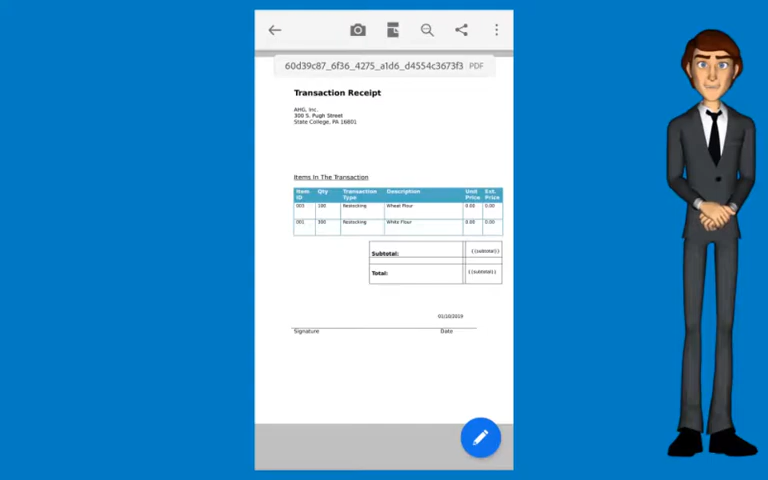 60d39c87_6f36_4275_a1d6_d4554c3673f3 PDF
Transaction Receipt
AHG, Inc.
300 S. Pugh Street
State College, PA 16801
Items In The Transaction
Item ID Qty Transaction Type Description Unit Price Ext. Price
003 100 Restocking Wheat Flour 0.00 0.00
001 300 Restocking White Flour 0.00 0.00
Subtotal: {{subtotal}}
Total: {{subtotal}}
01/10/2019
Signature Date